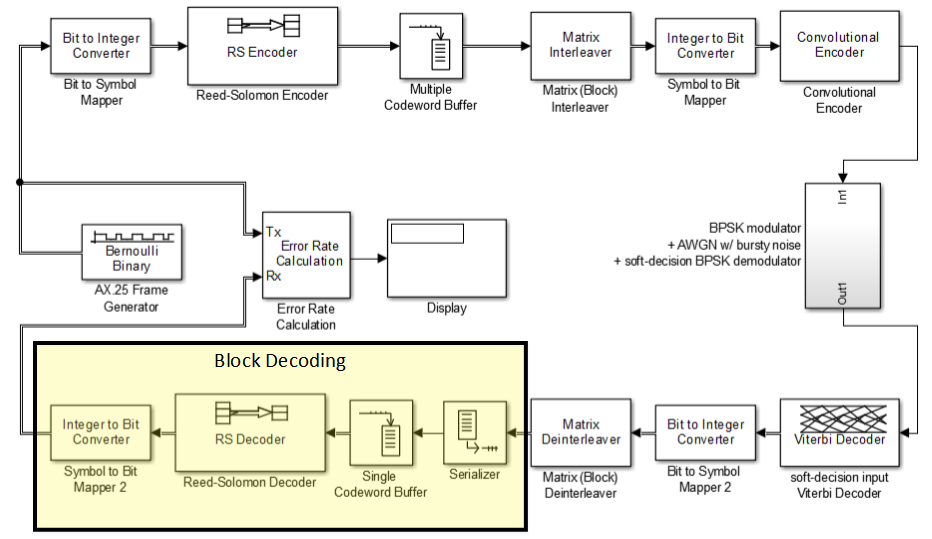 Bit to Integer
Converter
Bit to Symbol
Mapper
RS Encoder
Reed-Solomon Encoder
Multiple
Codeword Buffer
Matrix
Interleaver
Matrix (Block)
Interleaver
Integer to Bit
Converter
Symbol to Bit
Mapper
Convolutional
Encoder
Convolutional
Encoder
Bernoulli
Binary
AX.25 Frame
Generator
Tx
Error Rate
Calculation
Rx
Error Rate
Calculation
Display
BPSK modulator
+ AWGN w/ bursty noise
+ soft-decision BPSK demodulator
In1
Out1
Block Decoding
Integer to Bit
Converter
Symbol to Bit
Mapper 2
RS Decoder
Reed-Solomon Decoder
Single
Codeword Buffer
Serializer
Matrix
Deinterleaver
Matrix (Block)
Deinterleaver
Bit to Integer
Converter
Bit to Symbol
Mapper 2
Viterbi Decoder
soft-decision input
Viterbi Decoder